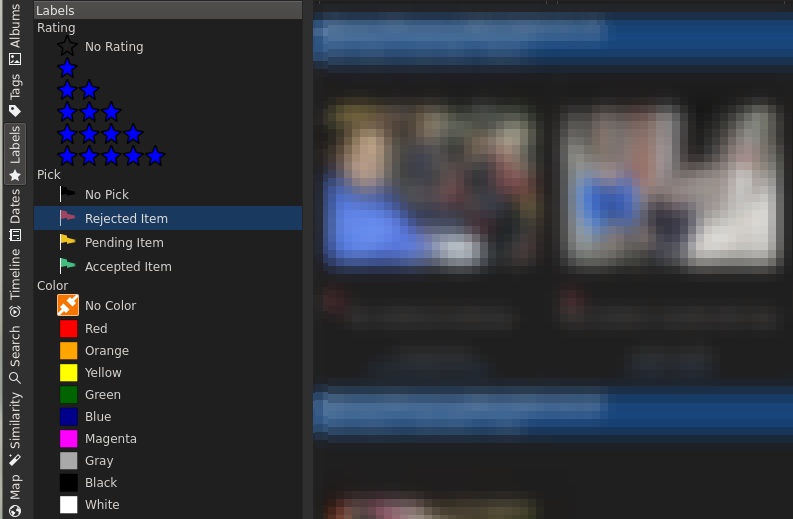 Labels
Rating
No Rating
Pick
No Pick
Rejected Item
Pending Item
Accepted Item
Color
No Color
Red
Orange
Yellow
Green
Blue
Magenta
Gray
Black
White
Albums
Tags
Labels
Dates
Timeline
Search
Similarity
Map